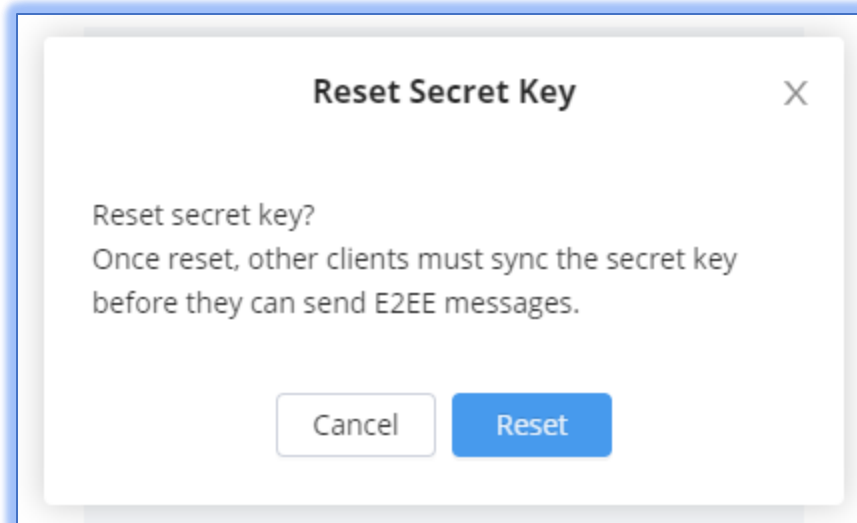 Reset Secret Key
X
Reset secret key?
Once reset, other clients must sync the secret key
before they can send E2EE messages.
Cancel
Reset